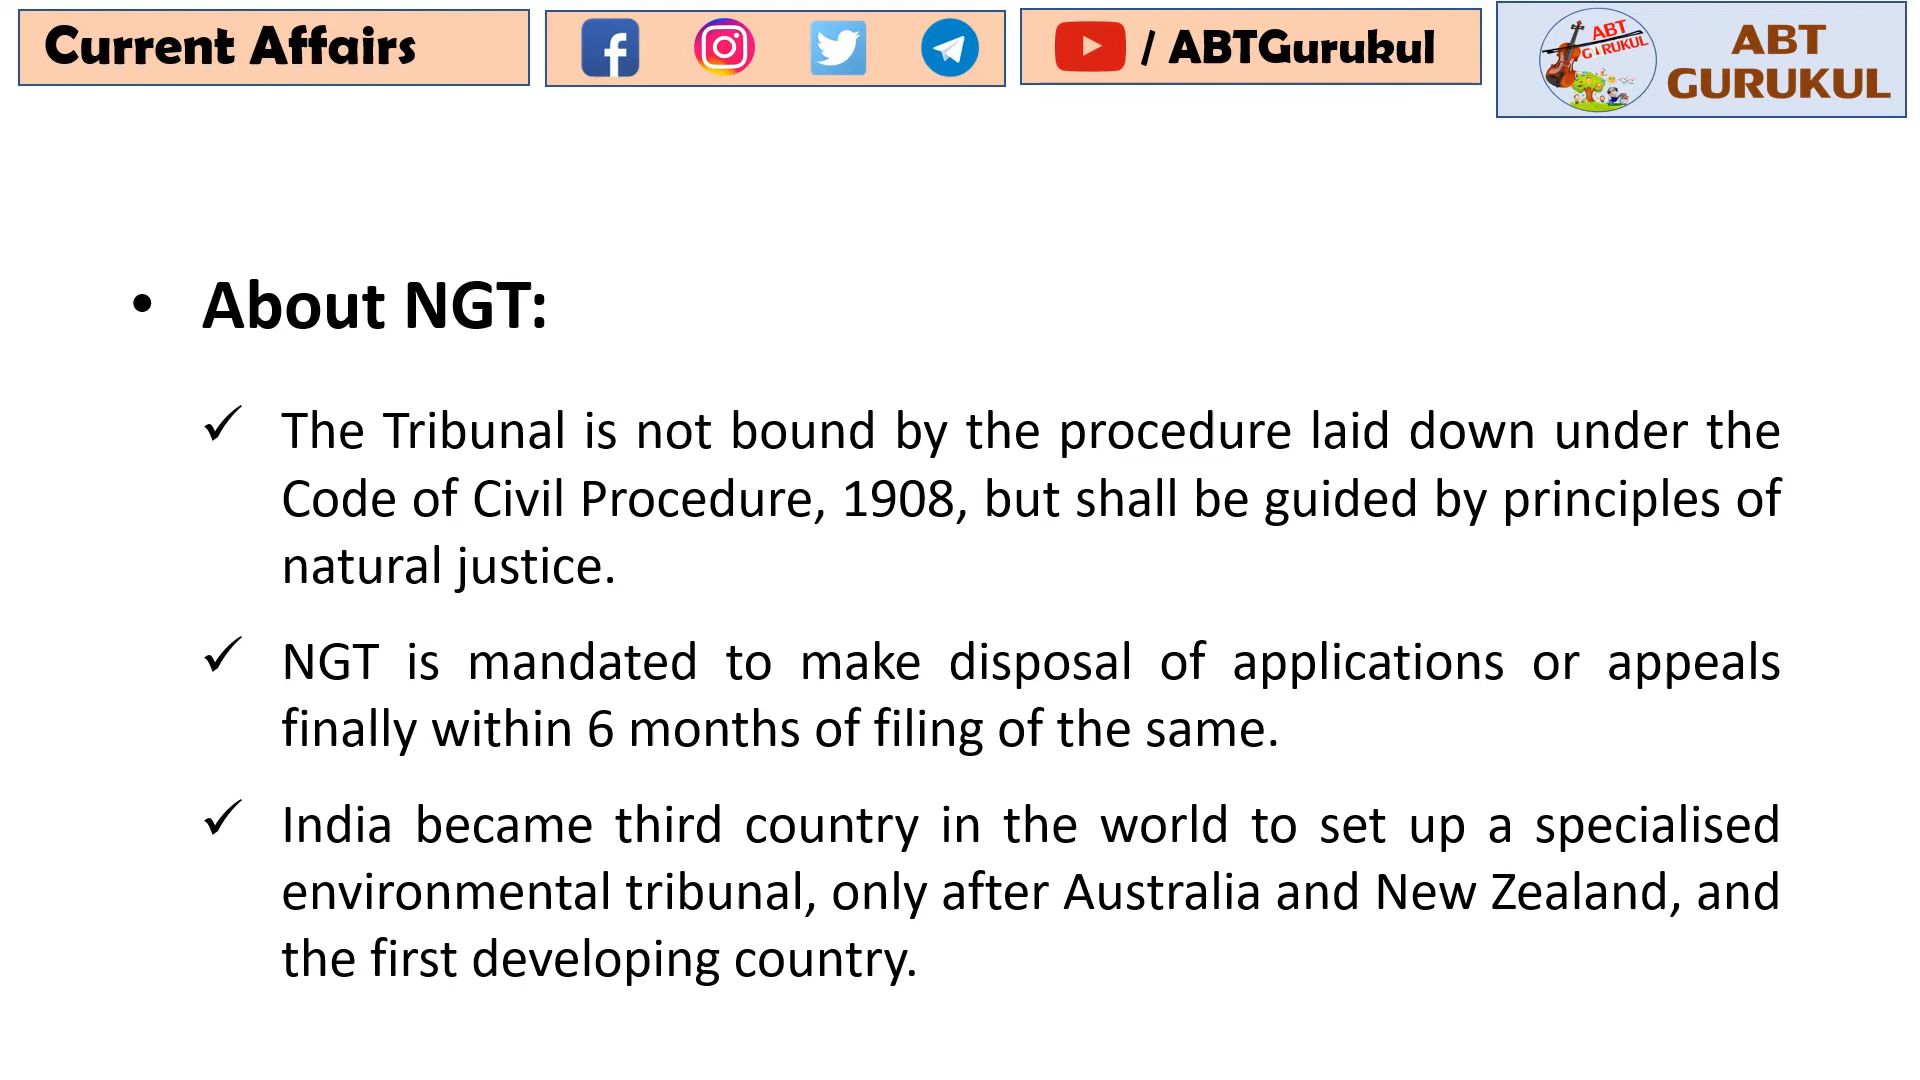 Current Affairs
/ ABTGurukul
ABT
GURUKUL
ABT
GURUKUL
• About NGT:
✓ The Tribunal is not bound by the procedure laid down under the
Code of Civil Procedure, 1908, but shall be guided by principles of
natural justice.
✓ NGT is mandated to make disposal of applications or appeals
finally within 6 months of filing of the same.
✓ India became third country in the world to set up a specialised
environmental tribunal, only after Australia and New Zealand, and
the first developing country.